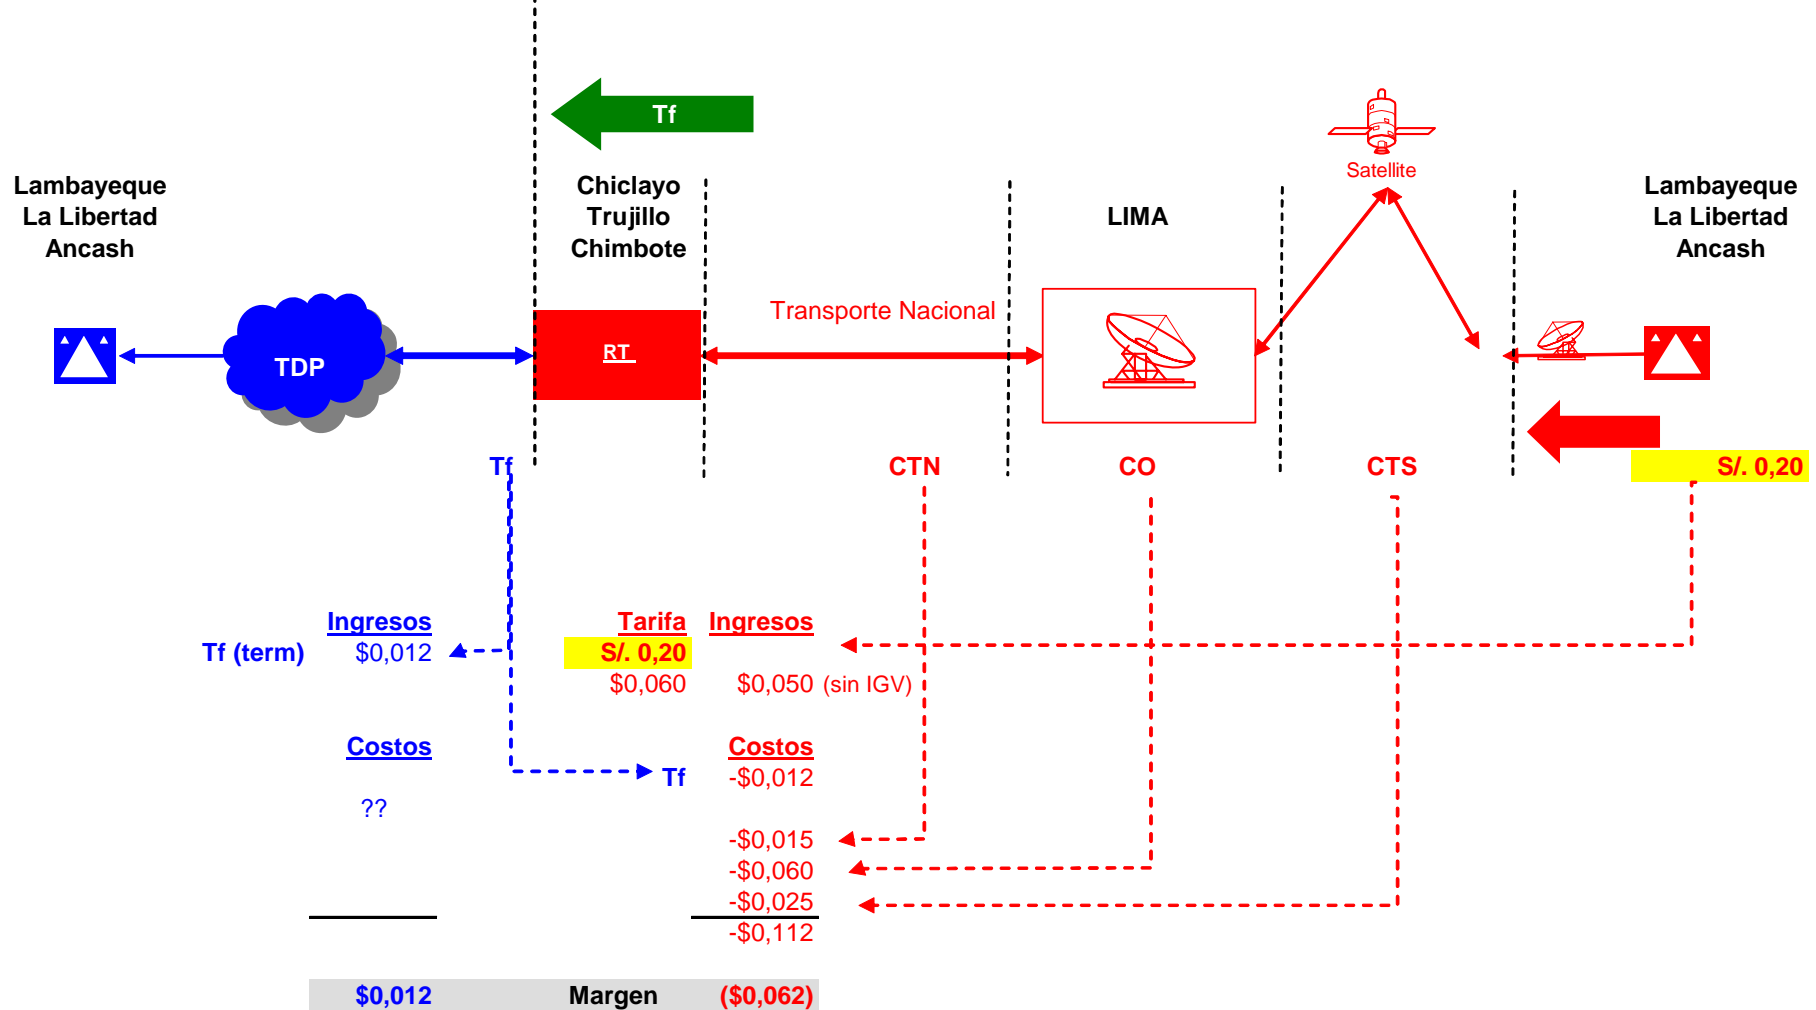 Tf
Satellite
Lambayeque
La Libertad
Ancash
Chiclayo
Trujillo
Chimbote
LIMA
Lambayeque
La Libertad
Ancash
Transporte Nacional
TDP
RT
Tf
CTN
CO
CTS
S/. 0,20
Ingresos
Tf (term) $0,012
Costos
??
Tarifa Ingresos
S/. 0,20
$0,060 $0,050 (sin IGV)
Costos
Tf -$0,012
-$0,015
-$0,060
-$0,025
-$0,112
$0,012 Margen ($0,062)